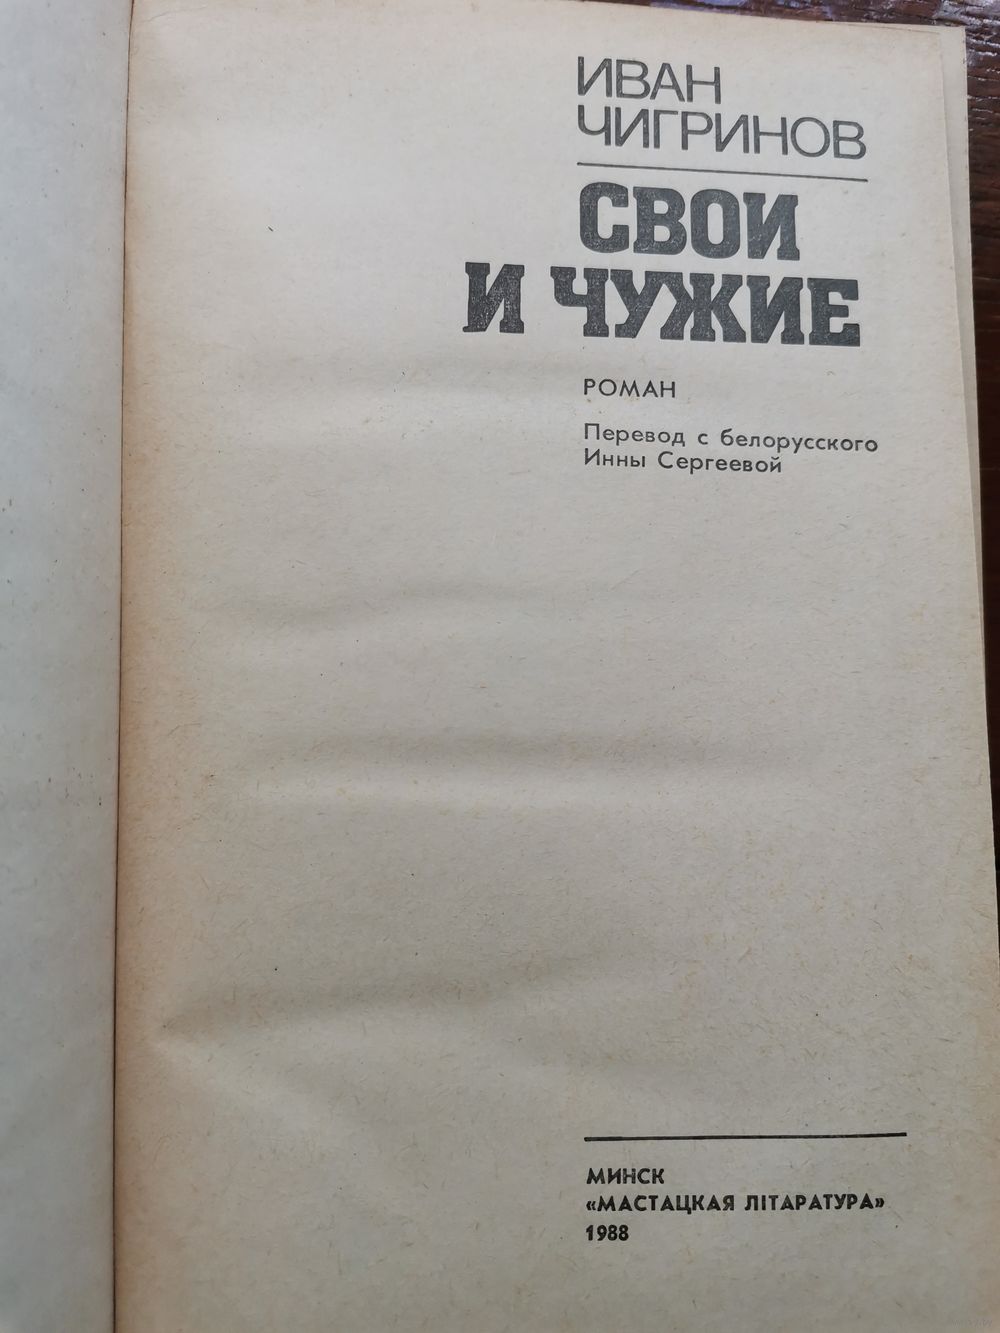 ИВАН
ЧИГРИНОВ
СВОИ
И ЧУЖИЕ
РОМАН
Перевод с белорусского
Инны Сергеевой
МИНСК
«МАСТАЦКАЯ ЛІТАРАТУРА»
1988